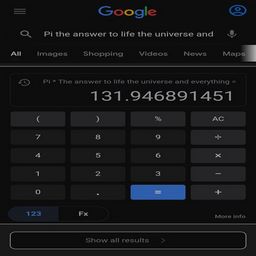 Google
Pi the answer to life the universe and
All Images Shopping Videos News Maps
Pi * The answer to life the universe and everything =
131.946891451
( ) % AC
7 8 9 ÷
4 5 6 ×
1 2 3 −
0 . =
123 Fx
More info
Show all results >